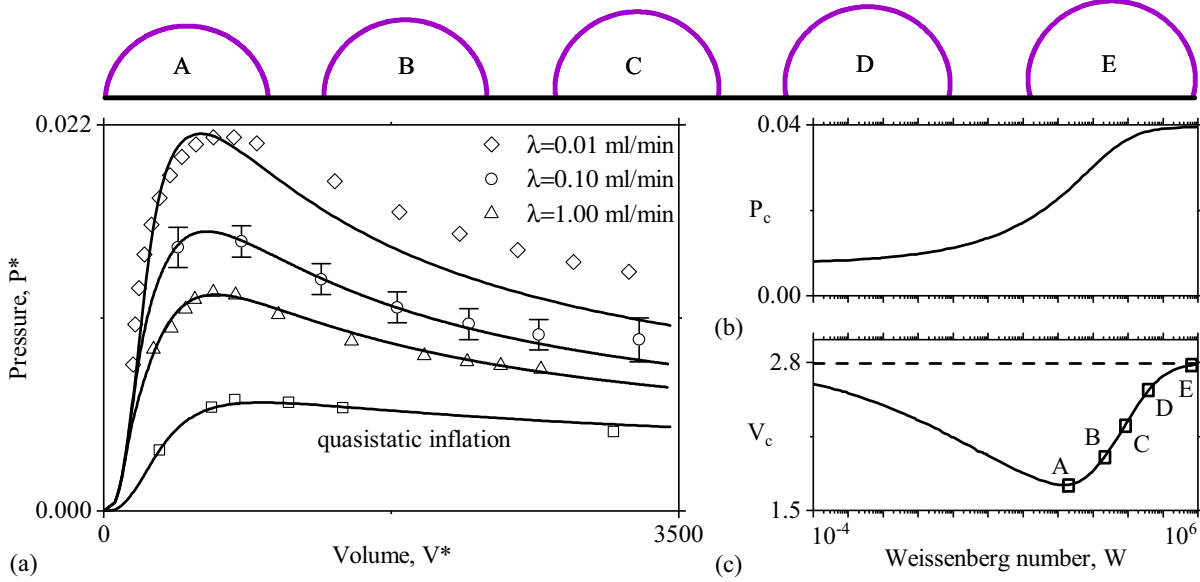 A B C D E
0.022
λ=0.01 ml/min
λ=0.10 ml/min
λ=1.00 ml/min
Pressure, P*
quasistatic inflation
0.000
0
3500
Volume, V*
(a)
0.04
P_c
0.00
(b)
2.8
V_c
A B C D E
1.5
10^-4
10^6
Weissenberg number, W
(c)